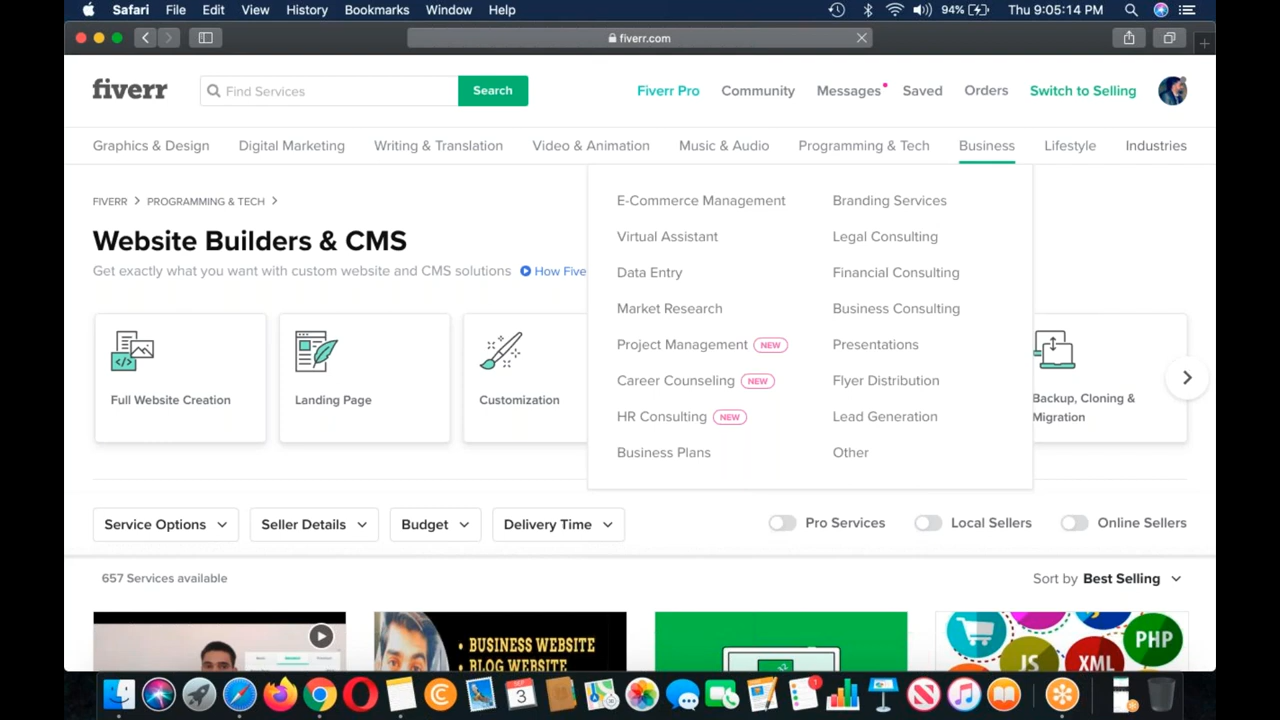 Safari File Edit View History Bookmarks Window Help 94% Thu 9:05:14 PM
fiverr.com
fiverr Find Services Search Fiverr Pro Community Messages Saved Orders Switch to Selling
Graphics & Design Digital Marketing Writing & Translation Video & Animation Music & Audio Programming & Tech Business Lifestyle Industries
E-Commerce Management Branding Services
Virtual Assistant Legal Consulting
Data Entry Financial Consulting
Market Research Business Consulting
Project Management NEW Presentations
Career Counseling NEW Flyer Distribution
HR Consulting NEW Lead Generation
Business Plans Other
FIVERR > PROGRAMMING & TECH >
Website Builders & CMS
Get exactly what you want with custom website and CMS solutions How Five
Full Website Creation
Landing Page
Customization
Backup, Cloning &
Migration
Service Options Seller Details Budget Delivery Time Pro Services Local Sellers Online Sellers
657 Services available Sort by Best Selling
• BUSINESS WEBSITE
• BLOG WEBSITE
PHP
JS
XML
3
1